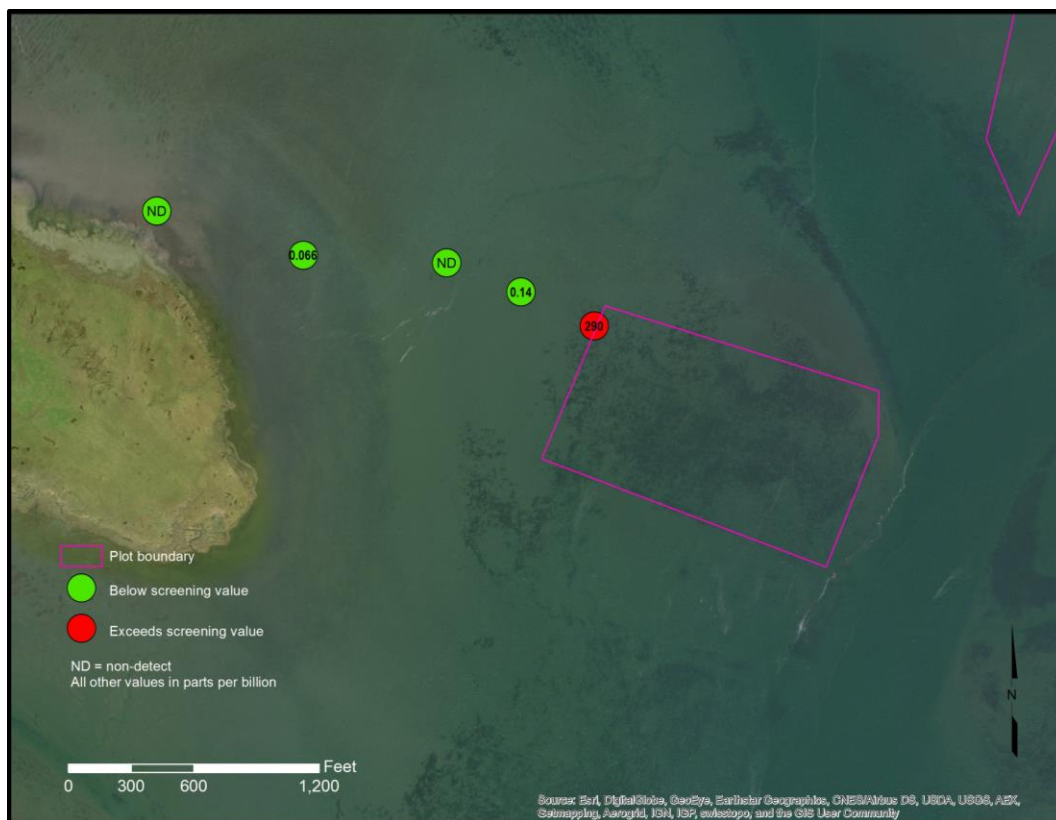 ND
0.066
ND
0.14
290
Plot boundary
Below screening value
Exceeds screening value
ND = non-detect
All other values in parts per billion
N
Feet
0 300 600 1,200
Source: Esri, DigitalGlobe, GeoEye, Earthstar Geographics, CNES/Airbus DS, USDA, USGS, AEX,
Getmapping, Aerogrid, IGN, IGP, swisstopo, and the GIS User Community